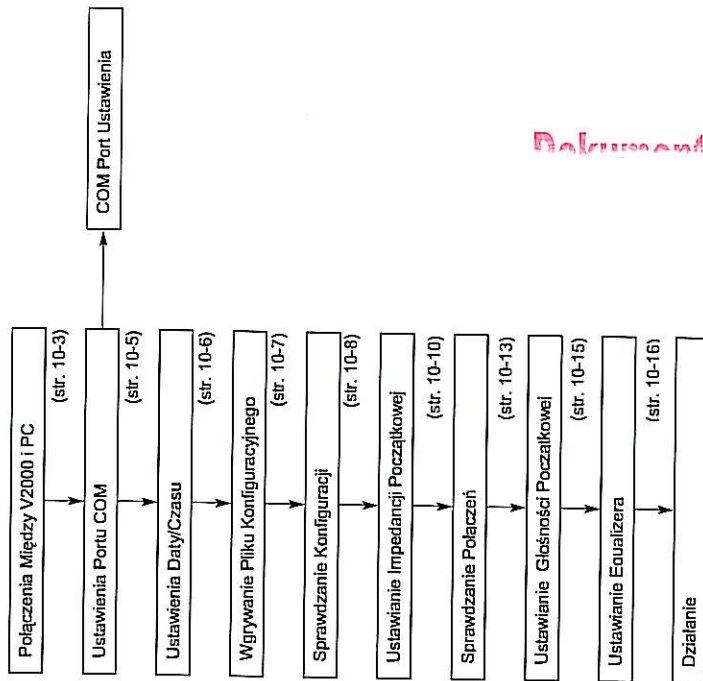 Połączenia Między V2000 i PC
(str. 10-3)
Ustawienia Portu COM
(str. 10-5)
COM Port Ustawienia
Ustawienia Daty/Czasu
(str. 10-6)
Wgrywanie Pliku Konfiguracyjnego
(str. 10-7)
Sprawdzanie Konfiguracji
(str. 10-8)
Ustawianie Impedancji Początkowej
(str. 10-10)
Sprawdzanie Połaczeń
(str. 10-13)
Ustawianie Głośności Początkowej
(str. 10-15)
Ustawianie Equalizera
(str. 10-16)
Działanie